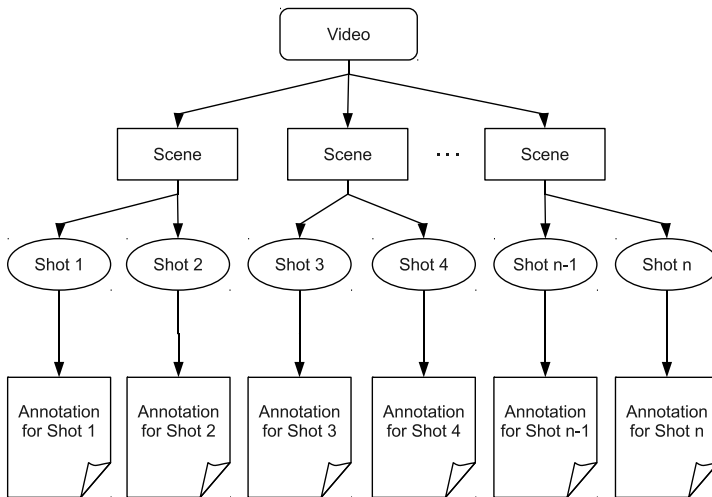 Video
Scene
Scene
...
Scene
Shot 1
Shot 2
Shot 3
Shot 4
Shot n-1
Shot n
Annotation
for Shot 1
Annotation
for Shot 2
Annotation
for Shot 3
Annotation
for Shot 4
Annotation
for Shot n-1
Annotation
for Shot n